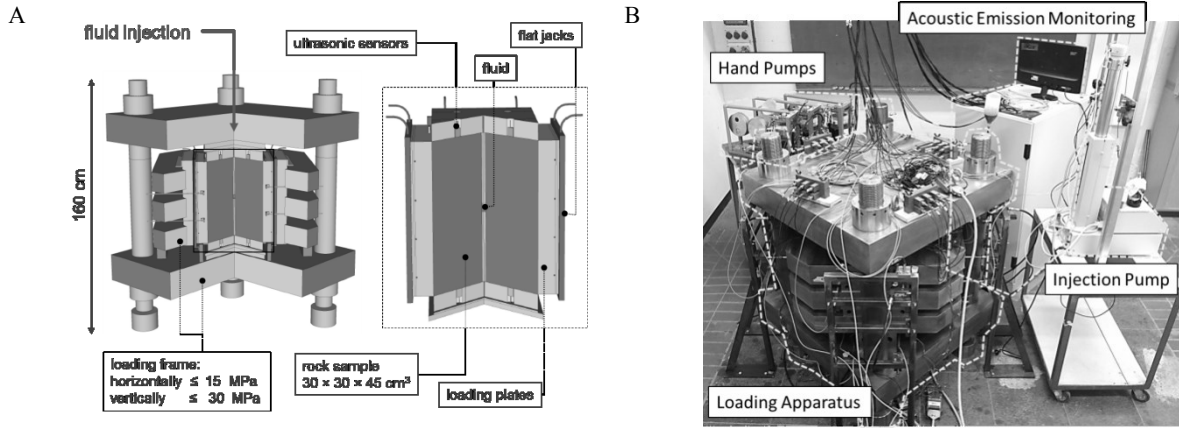 A
fluid injection
ultrasonic sensors
flat jacks
fluid
160 cm
loading frame:
horizontally ≤ 15 MPa
vertically ≤ 30 MPa
rock sample
30 × 30 × 45 cm³
loading plates
B
Acoustic Emission Monitoring
Hand Pumps
Injection Pump
Loading Apparatus